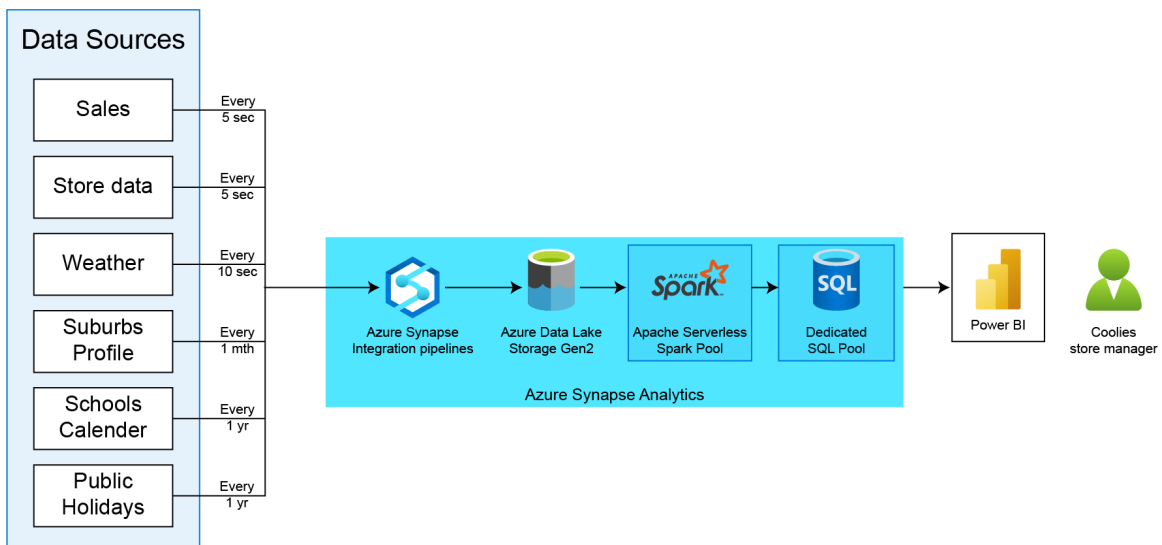 Data Sources
Sales
Every
5 sec
Store data
Every
5 sec
Weather
Every
10 sec
Suburbs
Profile
Every
1 mth
Schools
Calender
Every
1 yr
Public
Holidays
Every
1 yr
Azure Synapse
Integration pipelines
Azure Data Lake
Storage Gen2
APACHE
Spark™
Apache Serverless
Spark Pool
SQL
Dedicated
SQL Pool
Azure Synapse Analytics
Power BI
Coolies
store manager